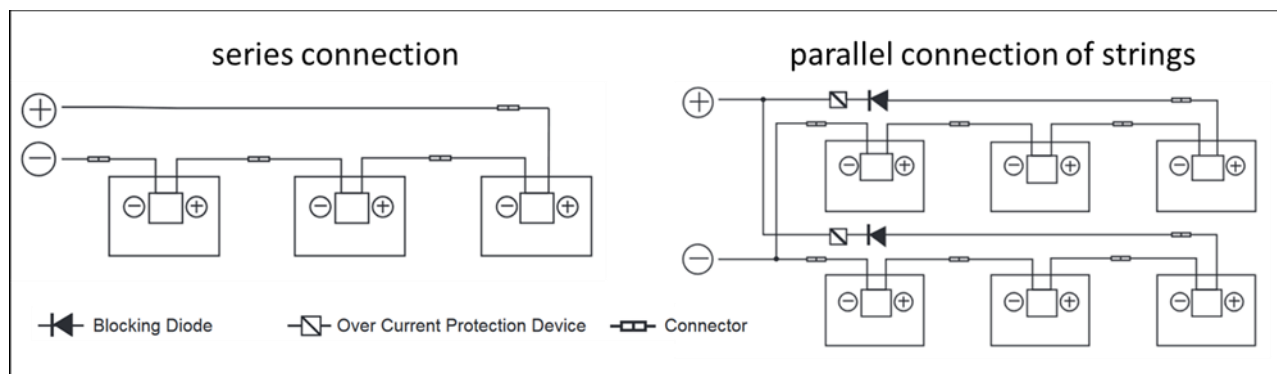 series connection
parallel connection of strings
+
−
− + − + − +
+
−
− + − + − +
− + − + − +
Blocking Diode
Over Current Protection Device
Connector